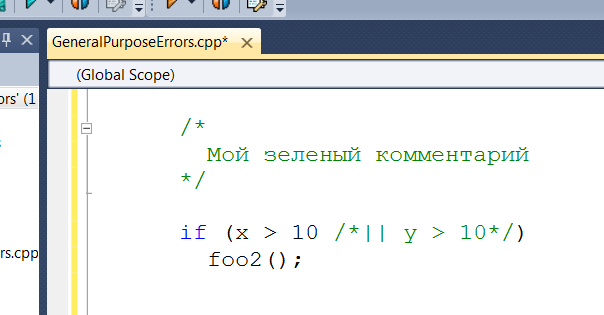 GeneralPurposeErrors.cpp*
(Global Scope)
ors' (1
/*
Мой зеленый комментарий
*/
if (x > 10 /*|| y > 10*/)
rs.cpp
foo2();